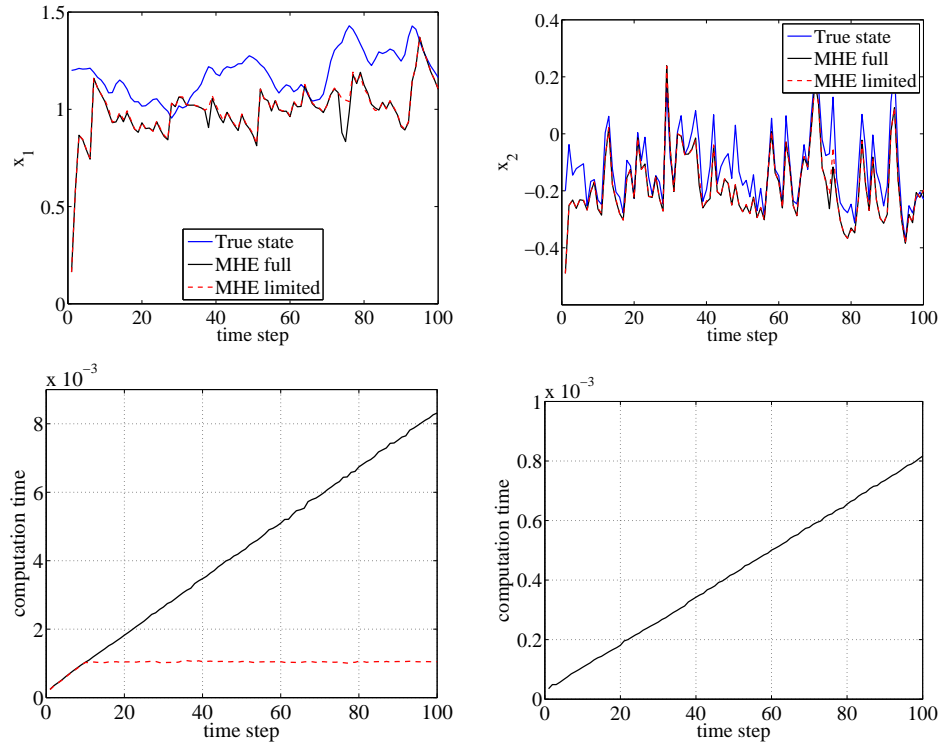 1.5
1
0.5
0
x1
0
20
40
60
80
100
time step
True state
MHE full
MHE limited
0.4
0.2
0
−0.2
−0.4
x2
0
20
40
60
80
100
time step
True state
MHE full
MHE limited
x 10−3
8
6
4
2
0
computation time
0
20
40
60
80
100
time step
x 10−3
1
0.8
0.6
0.4
0.2
0
computation time
0
20
40
60
80
100
time step